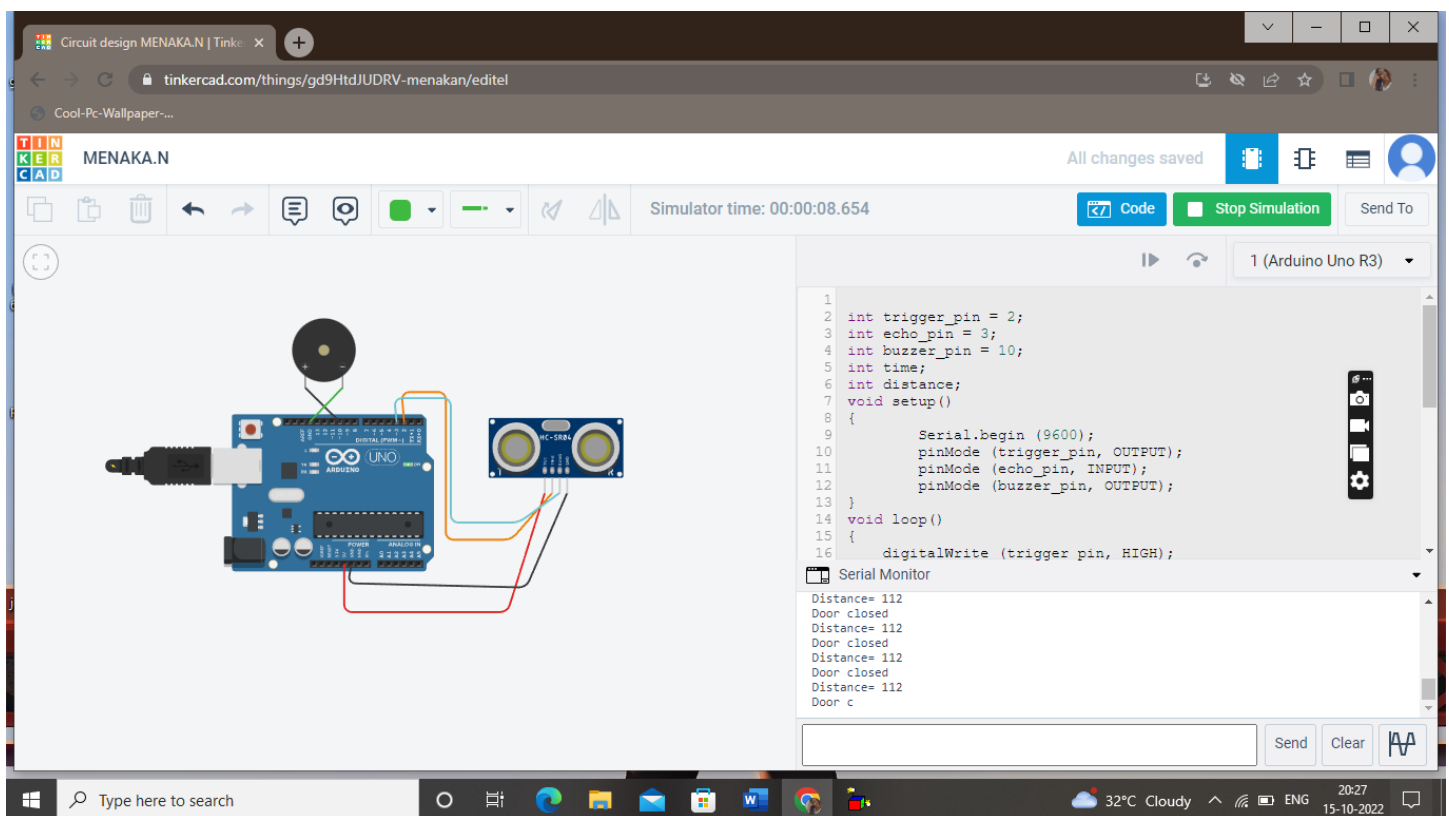 Circuit design MENAKA.N | Tinke
tinkercad.com/things/gd9HtdJUDRV-menakan/editel
Cool-Pc-Wallpaper-...
TIN
KER
CAD
MENAKA.N
All changes saved
Simulator time: 00:00:08.654
Code
Stop Simulation
Send To
1 (Arduino Uno R3)
DIGITAL (PWM~)
UNO
ARDUINO
POWER
ANALOG IN
HC-SR04
1
2 int trigger_pin = 2;
3 int echo_pin = 3;
4 int buzzer_pin = 10;
5 int time;
6 int distance;
7 void setup()
8 {
9 Serial.begin (9600);
10 pinMode (trigger_pin, OUTPUT);
11 pinMode (echo_pin, INPUT);
12 pinMode (buzzer_pin, OUTPUT);
13 }
14 void loop()
15 {
16 digitalWrite (trigger_pin, HIGH);
Serial Monitor
Distance= 112
Door closed
Distance= 112
Door closed
Distance= 112
Door closed
Distance= 112
Door c
Send
Clear
Type here to search
32°C Cloudy
ENG
20:27
15-10-2022